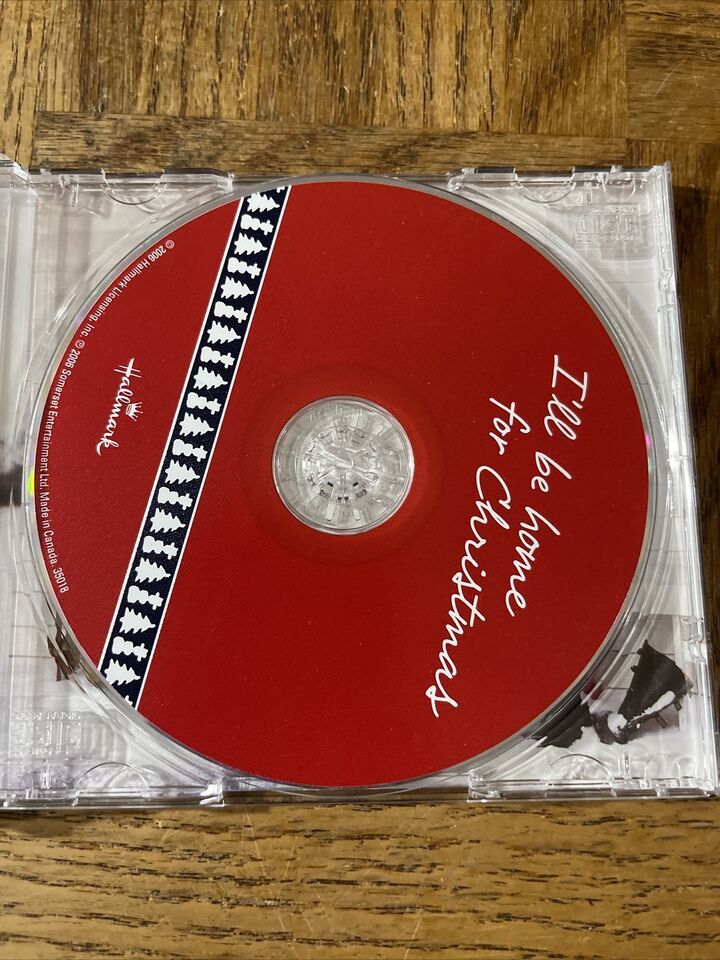 I'll be home
for Christmas
Hallmark
© 2006 Hallmark Licensing, Inc. ℗ 2006 Somerset Entertainment Ltd. Made in Canada. 35018